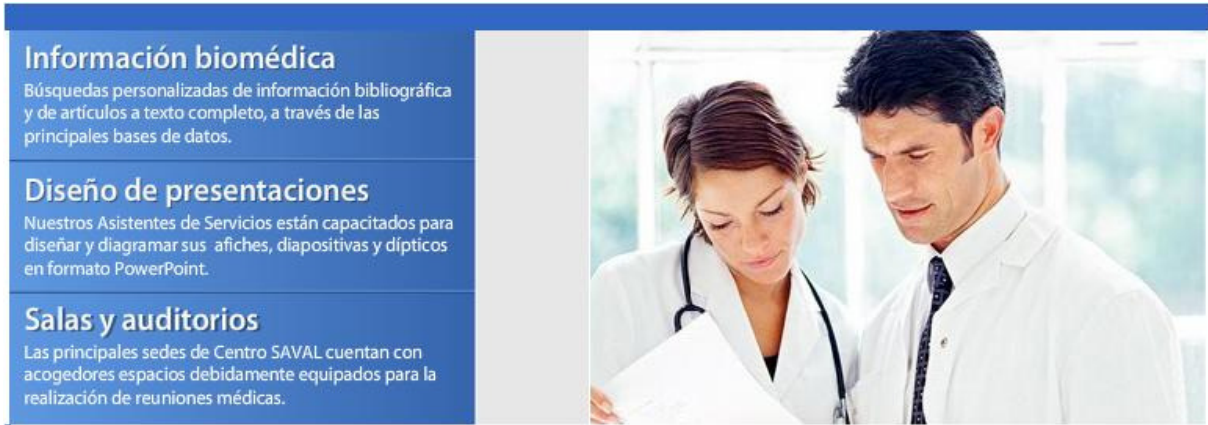 Información biomédica
Búsquedas personalizadas de información bibliográfica
y de artículos a texto completo, a través de las
principales bases de datos.
Diseño de presentaciones
Nuestros Asistentes de Servicios están capacitados para
diseñar y diagramar sus afiches, diapositivas y dípticos
en formato PowerPoint.
Salas y auditorios
Las principales sedes de Centro SAVAL cuentan con
acogedores espacios debidamente equipados para la
realización de reuniones médicas.